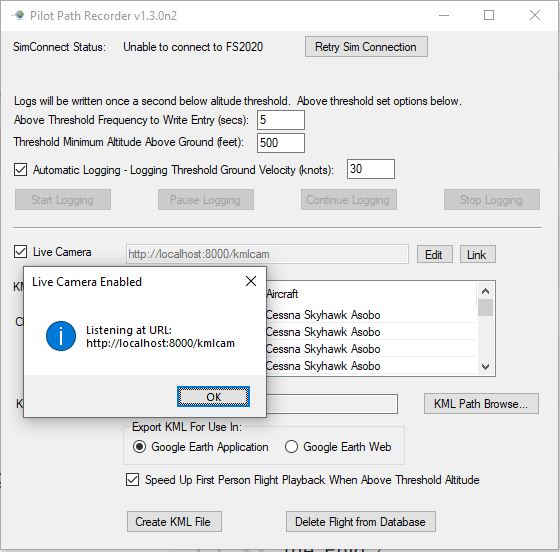 Pilot Path Recorder v1.3.0n2
SimConnect Status: Unable to connect to FS2020 Retry Sim Connection
Logs will be written once a second below alitude threshold. Above threshold set options below.
Above Threshold Frequency to Write Entry (secs): 5
Threshold Minimum Altitude Above Ground (feet): 500
Automatic Logging - Logging Threshold Ground Velocity (knots): 30
Start Logging Pause Logging Continue Logging Stop Logging
Live Camera http://localhost:8000/kmlcam Edit Link
Live Camera Enabled
Listening at URL:
http://localhost:8000/kmlcam
OK
Aircraft
Cessna Skyhawk Asobo
Cessna Skyhawk Asobo
Cessna Skyhawk Asobo
Cessna Skyhawk Asobo
KML Path Browse...
Export KML For Use In:
Google Earth Application Google Earth Web
Speed Up First Person Flight Playback When Above Threshold Altitude
Create KML File Delete Flight from Database